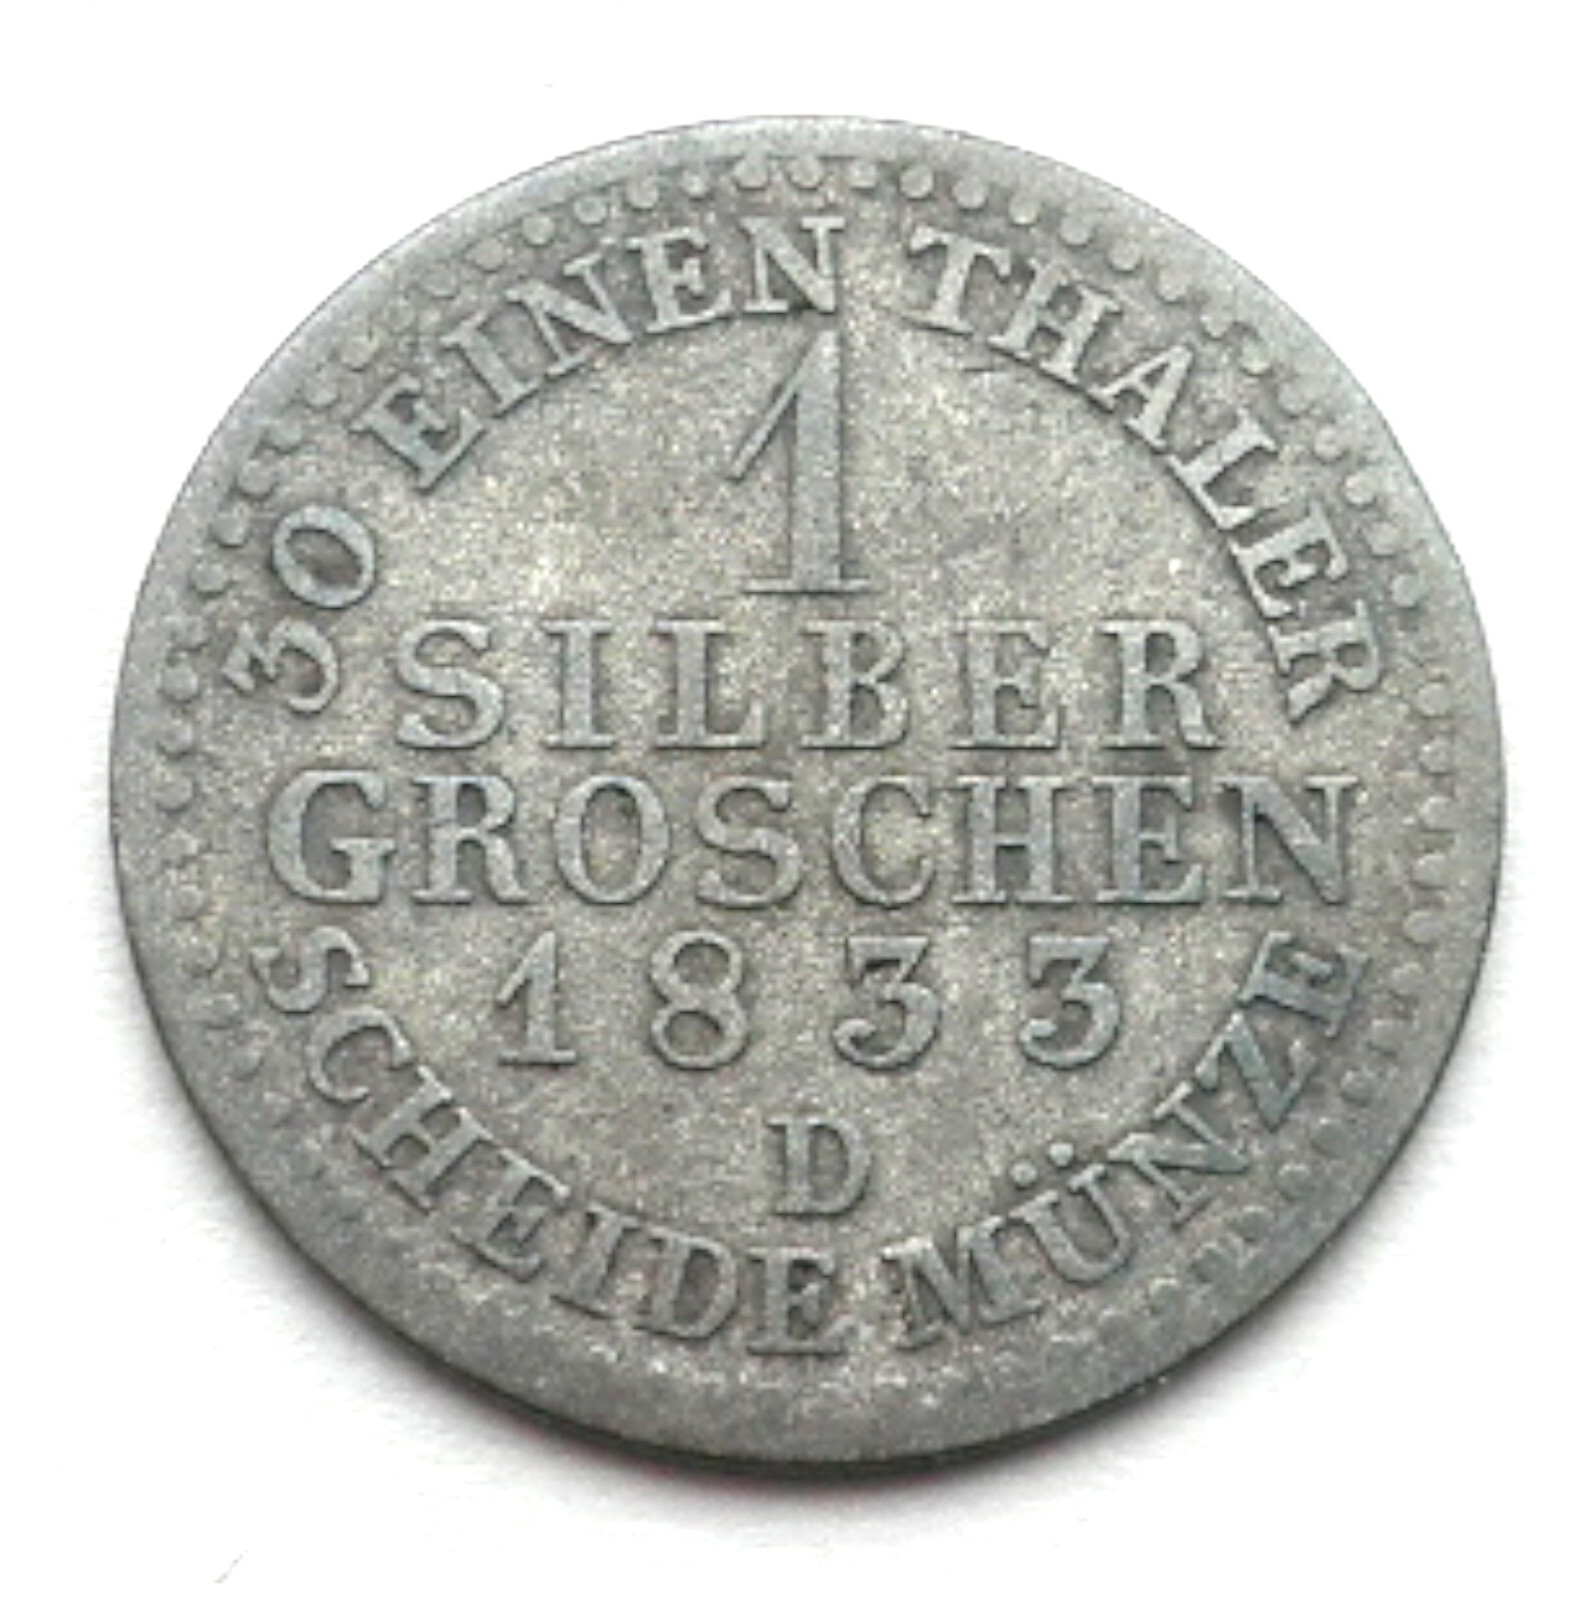 30 EINEN THALER
1
SILBER
GROSCHEN
1833
D
SCHEIDE MÜNZE